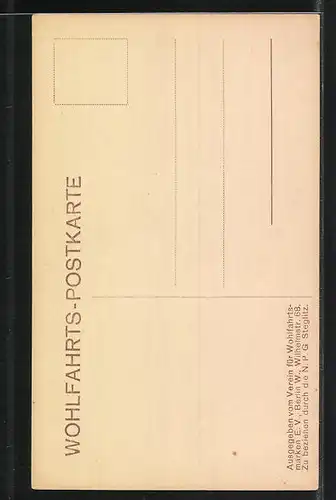 WOHLFAHRTS-POSTKARTE
Ausgegeben vom Verein für Wohlfahrts-
marken E. V., Berlin W., Wilhelmstr. 68.
Zu beziehen durch die N. P. G. Steglitz.